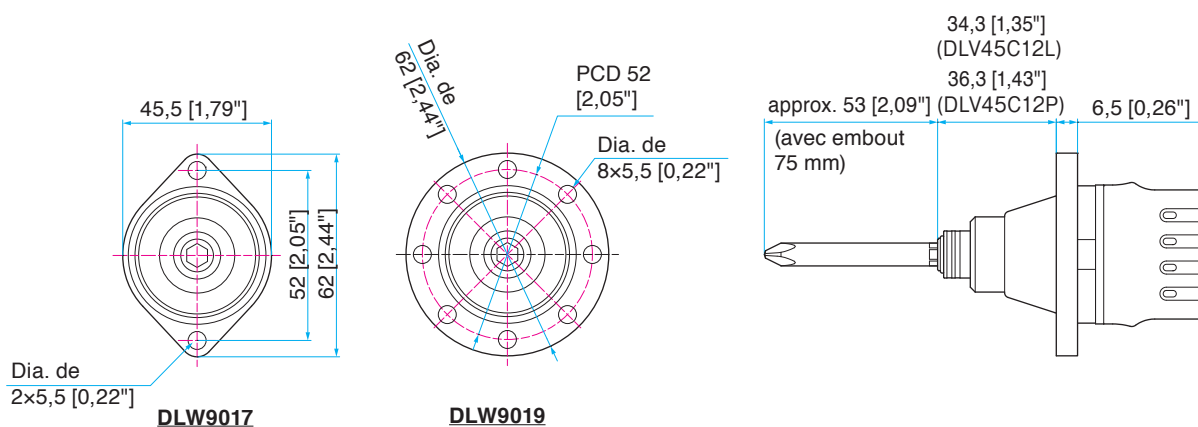 45,5 [1,79"]
52 [2,05"]
62 [2,44"]
Dia. de
2×5,5 [0,22"]
DLW9017
Dia. de
62 [2,44"]
PCD 52
[2,05"]
Dia. de
8×5,5 [0,22"]
DLW9019
34,3 [1,35"]
(DLV45C12L)
36,3 [1,43"]
approx. 53 [2,09"] (DLV45C12P)
6,5 [0,26"]
(avec embout
75 mm)